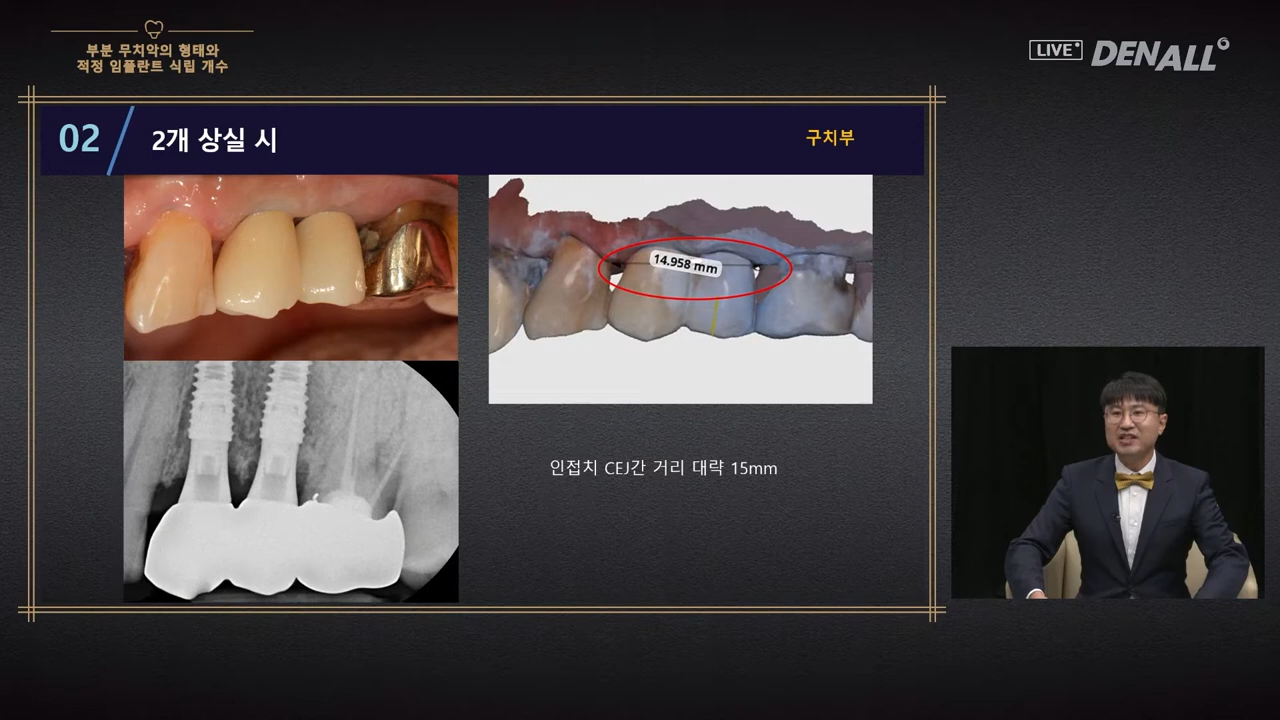 부분 무치악의 형태와
적정 임플란트 식립 개수
LIVE
DENALL
02
2개 상실 시
구치부
14.958 mm
인접치 CEJ간 거리 대략 15mm